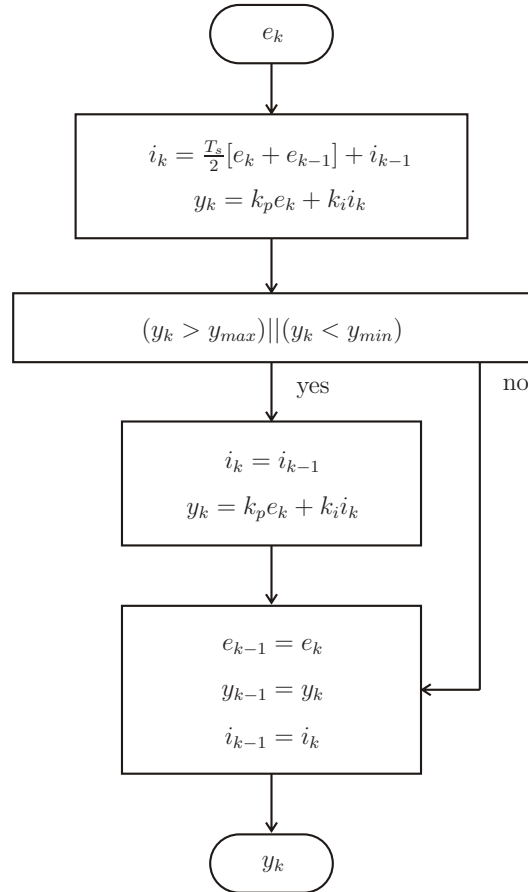 e_k
i_k = \frac{T_s}{2}[e_k + e_{k-1}] + i_{k-1}
y_k = k_p e_k + k_i i_k
(y_k > y_{max})||(y_k < y_{min})
yes
no
i_k = i_{k-1}
y_k = k_p e_k + k_i i_k
e_{k-1} = e_k
y_{k-1} = y_k
i_{k-1} = i_k
y_k